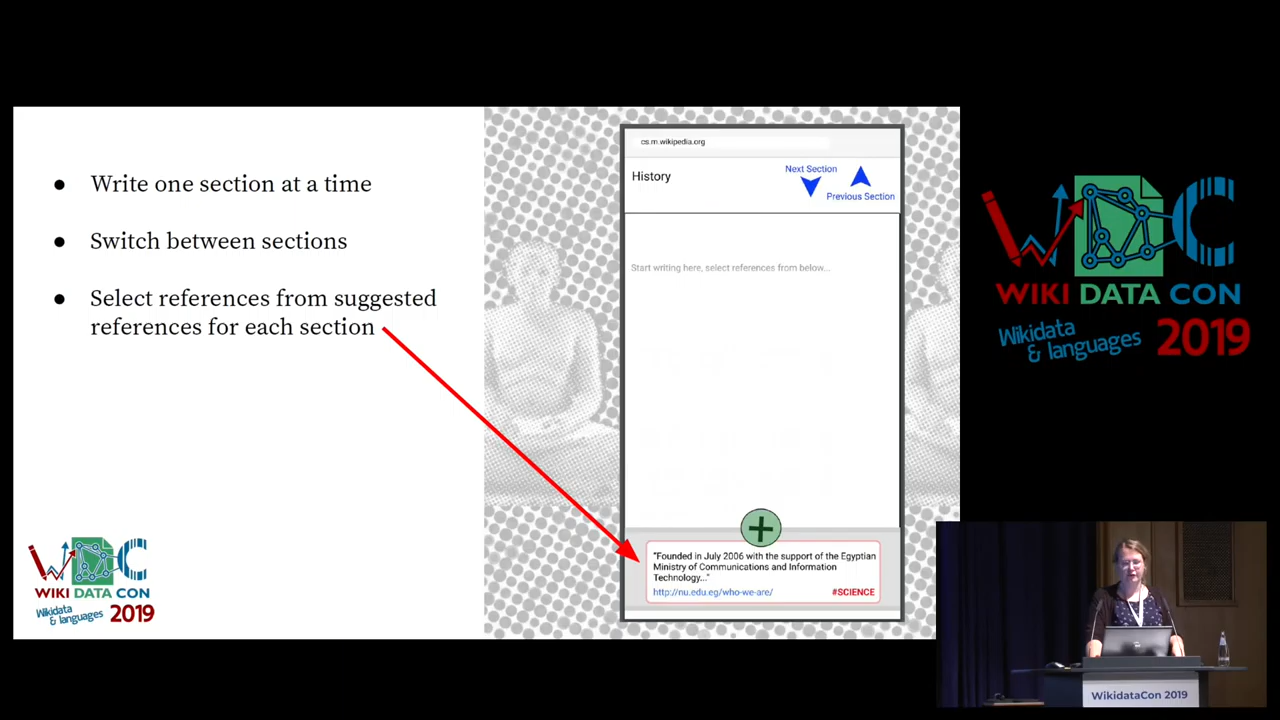 ● Write one section at a time
● Switch between sections
● Select references from suggested
references for each section
WIKI DATA CON
Wikidata
& languages 2019
cs.m.wikipedia.org
History
Next Section
Previous Section
Start writing here, select references from below...
"Founded in July 2006 with the support of the Egyptian
Ministry of Communications and Information
Technology..."
http://nu.edu.eg/who-we-are/ #SCIENCE
WDC
WIKI DATA CON
Wikidata
& languages 2019
WikidataCon 2019